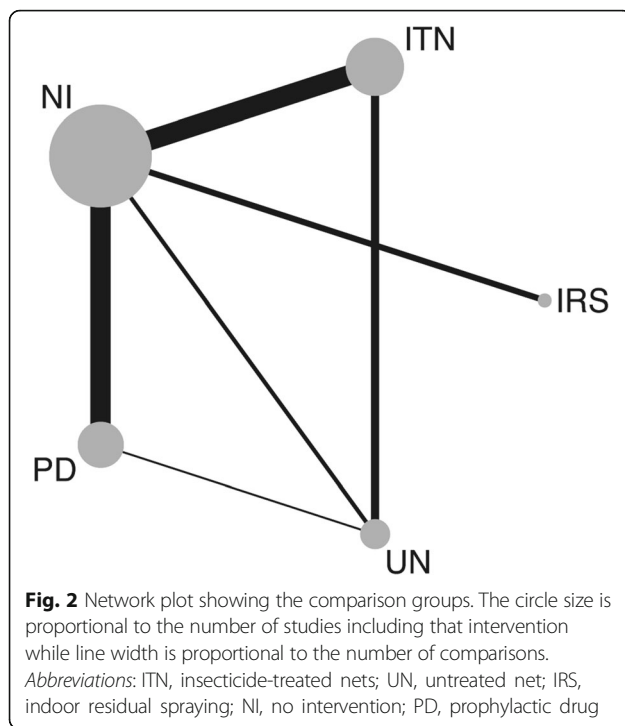 ITN
NI
IRS
PD
UN
Fig. 2 Network plot showing the comparison groups. The circle size is
proportional to the number of studies including that intervention
while line width is proportional to the number of comparisons.
Abbreviations: ITN, insecticide-treated nets; UN, untreated net; IRS,
indoor residual spraying; NI, no intervention; PD, prophylactic drug